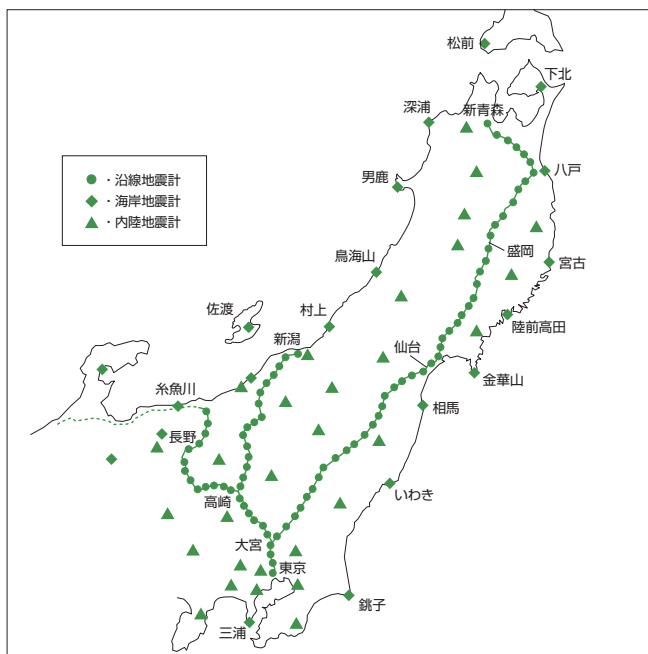 松前
下北
深浦
新青森
・沿線地震計
・海岸地震計
・内陸地震計
男鹿
八戸
盛岡
鳥海山
宮古
佐渡
村上
新潟
陸前高田
仙台
糸魚川
金華山
相馬
長野
高崎
いわき
大宮
東京
銚子
三浦